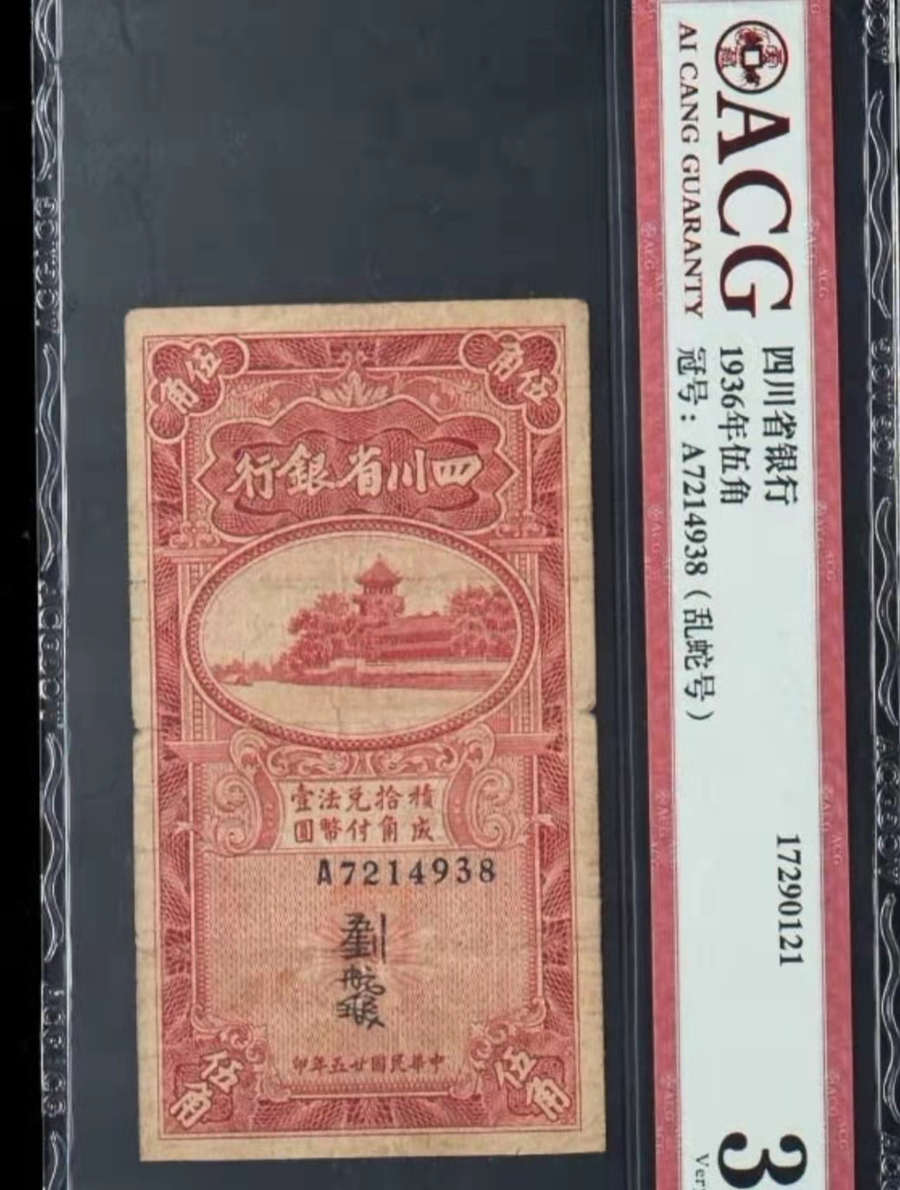 伍角
伍角
四川省銀行
積成
拾角
兌付
法幣
壹圓
A7214938
劉航琛
中華民國廿五年印
伍角
伍角
ACG
AI CANG GUARANTY
四川省银行
1936年伍角
冠号：A7214938（乱蛇号）
17290121
3